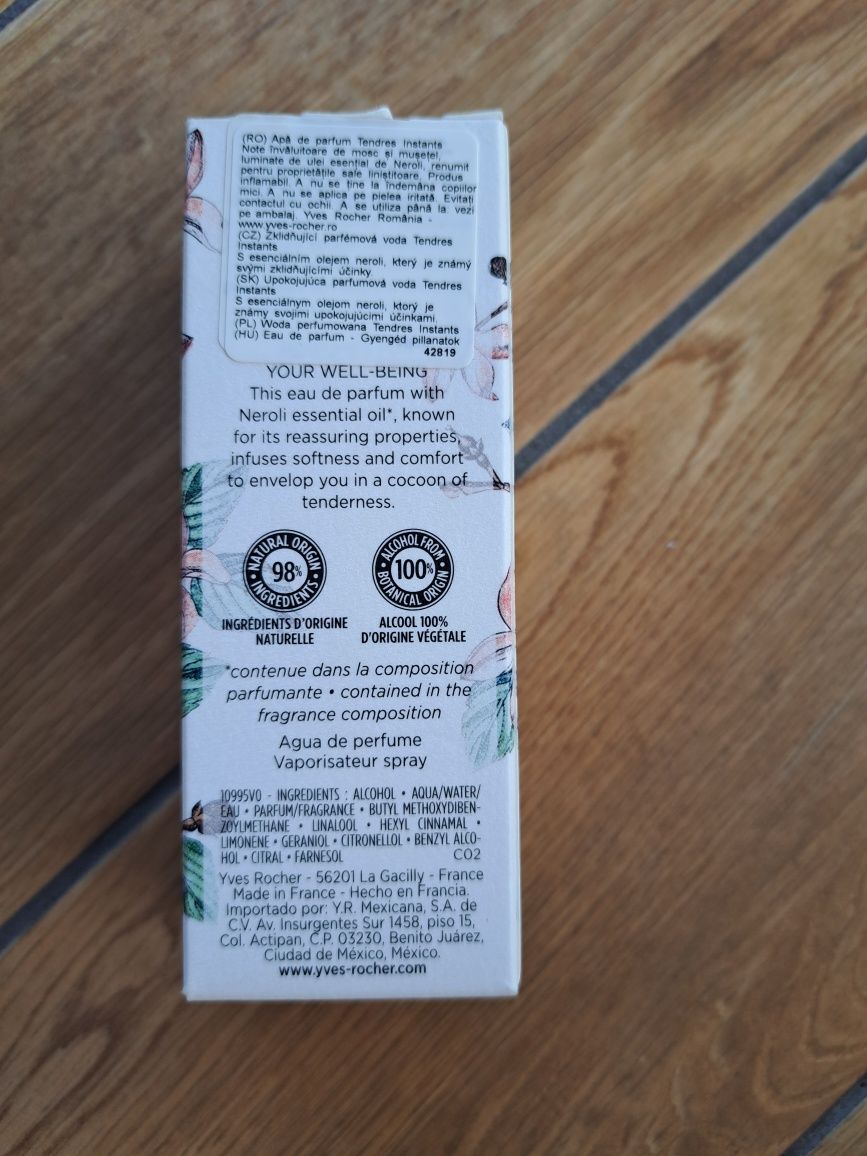 (RO) Apă de parfum Tendres Instants
Note învăluitoare de mosc și mușețel,
luminate de ulei esențial de Neroli, renumit
pentru proprietățile sale liniștitoare. Produs
inflamabil. A nu se ține la îndemâna copiilor
mici. A nu se aplica pe pielea iritată. Evitați
contactul cu ochii. A se utiliza până la: vezi
pe ambalaj. Yves Rocher România -
www.yves-rocher.ro
(CZ) Zklidňující parfémová voda Tendres
Instants
S esenciálním olejem neroli, který je známý
svými zklidňujícími účinky
(SK) Upokojujúca parfumová voda Tendres
Instants
S esenciálnym olejom neroli, ktorý je
známy svojimi upokojujúcimi účinkami.
(PL) Woda perfumowana Tendres Instants
(HU) Eau de parfum - Gyengéd pillanatok
42819
YOUR WELL-BEING
This eau de parfum with
Neroli essential oil*, known
for its reassuring properties,
infuses softness and comfort
to envelop you in a cocoon of
tenderness.
NATURAL ORIGIN
98%
INGREDIENTS
ALCOHOL FROM
100%
BOTANICAL ORIGIN
INGRÉDIENTS D'ORIGINE
NATURELLE
ALCOOL 100%
D'ORIGINE VÉGÉTALE
*contenue dans la composition
parfumante • contained in the
fragrance composition
Agua de perfume
Vaporisateur spray
10995V0 - INGREDIENTS : ALCOHOL • AQUA/WATER/
EAU • PARFUM/FRAGRANCE • BUTYL METHOXYDIBEN-
ZOYLMETHANE • LINALOOL • HEXYL CINNAMAL •
LIMONENE • GERANIOL • CITRONELLOL • BENZYL ALCO-
HOL • CITRAL • FARNESOL C02
Yves Rocher - 56201 La Gacilly - France
Made in France - Hecho en Francia.
Importado por: Y.R. Mexicana, S.A. de
C.V. Av. Insurgentes Sur 1458, piso 15,
Col. Actipan, C.P. 03230, Benito Juárez,
Ciudad de México, México.
www.yves-rocher.com